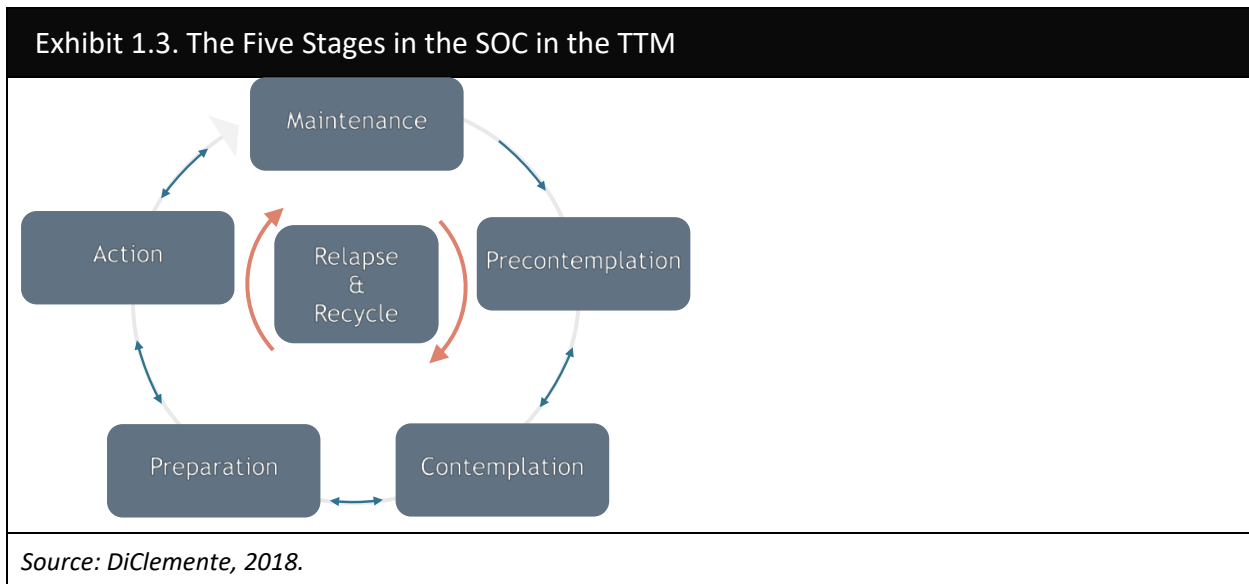 Exhibit 1.3. The Five Stages in the SOC in the TTM
Maintenance
Action
Relapse
&
Recycle
Precontemplation
Preparation
Contemplation
Source: DiClemente, 2018.